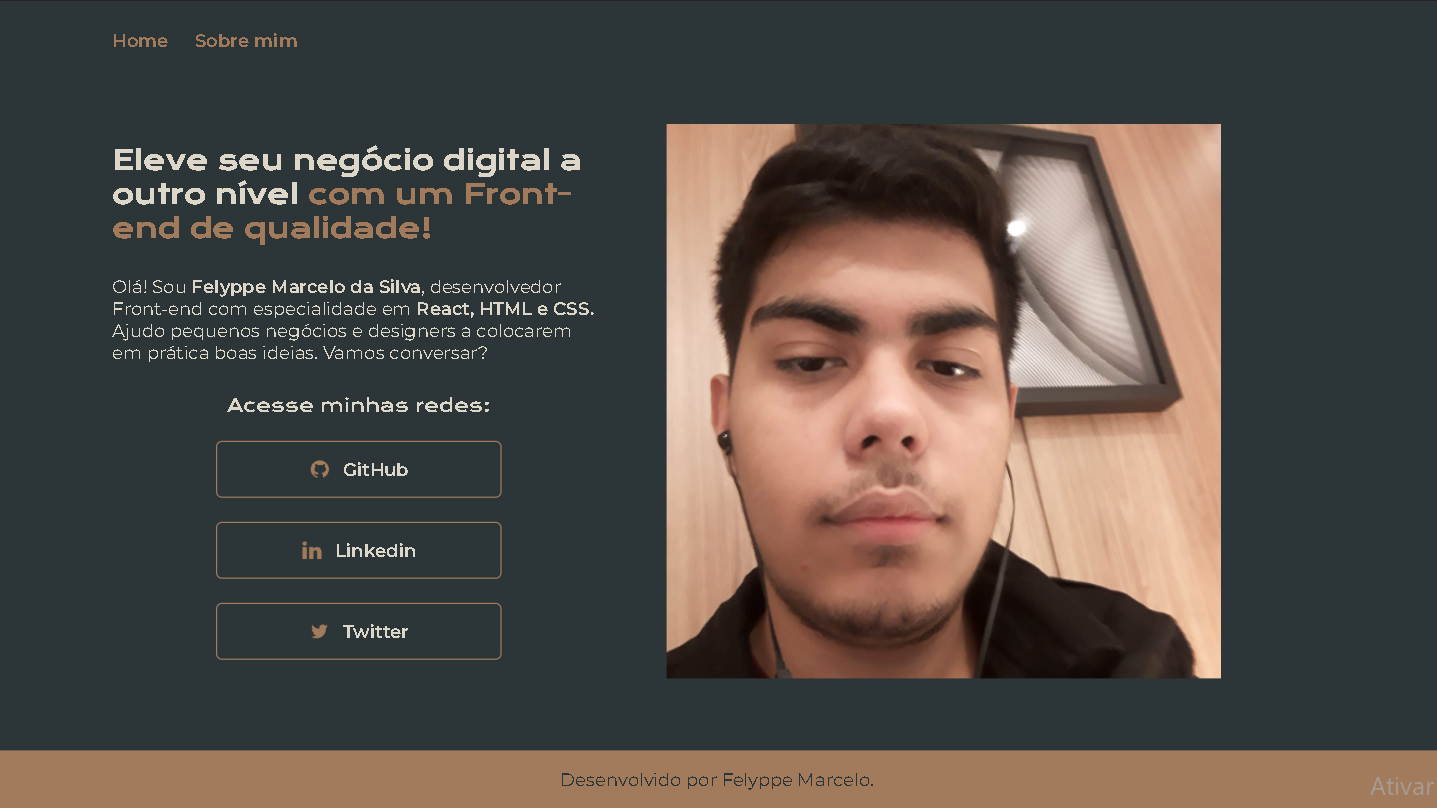 Home Sobre mim
Eleve seu negócio digital a
outro nível com um Front-
end de qualidade!
Olá! Sou Felyppe Marcelo da Silva, desenvolvedor
Front-end com especialidade em React, HTML e CSS.
Ajudo pequenos negócios e designers a colocarem
em prática boas ideias. Vamos conversar?
Acesse minhas redes:
GitHub
Linkedin
Twitter
Desenvolvido por Felyppe Marcelo.
Ativar